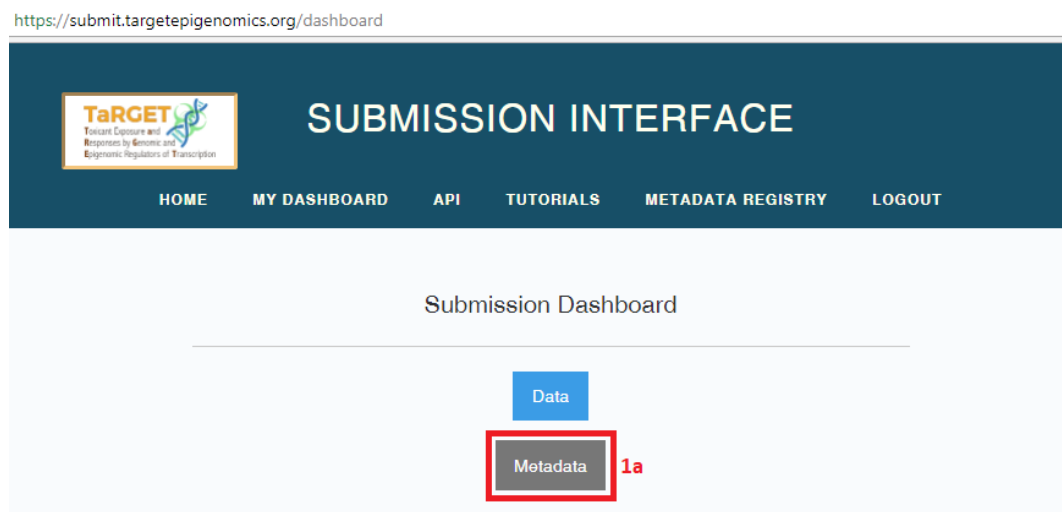 https://submit.targetepigenomics.org/dashboard
TaRGET
Toxicant Exposure and
Responses by Genomic and
Epigenomic Regulators of Transcription
SUBMISSION INTERFACE
HOME MY DASHBOARD API TUTORIALS METADATA REGISTRY LOGOUT
Submission Dashboard
Data
Metadata 1a